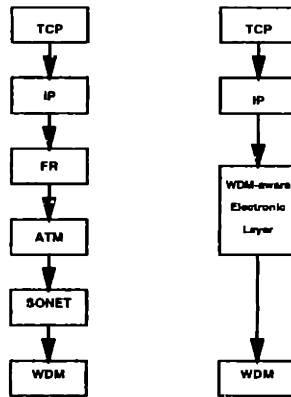 TCP
IP
FR
ATM
SONET
WDM
TCP
IP
WDM-aware
Electronic
Layer
WDM